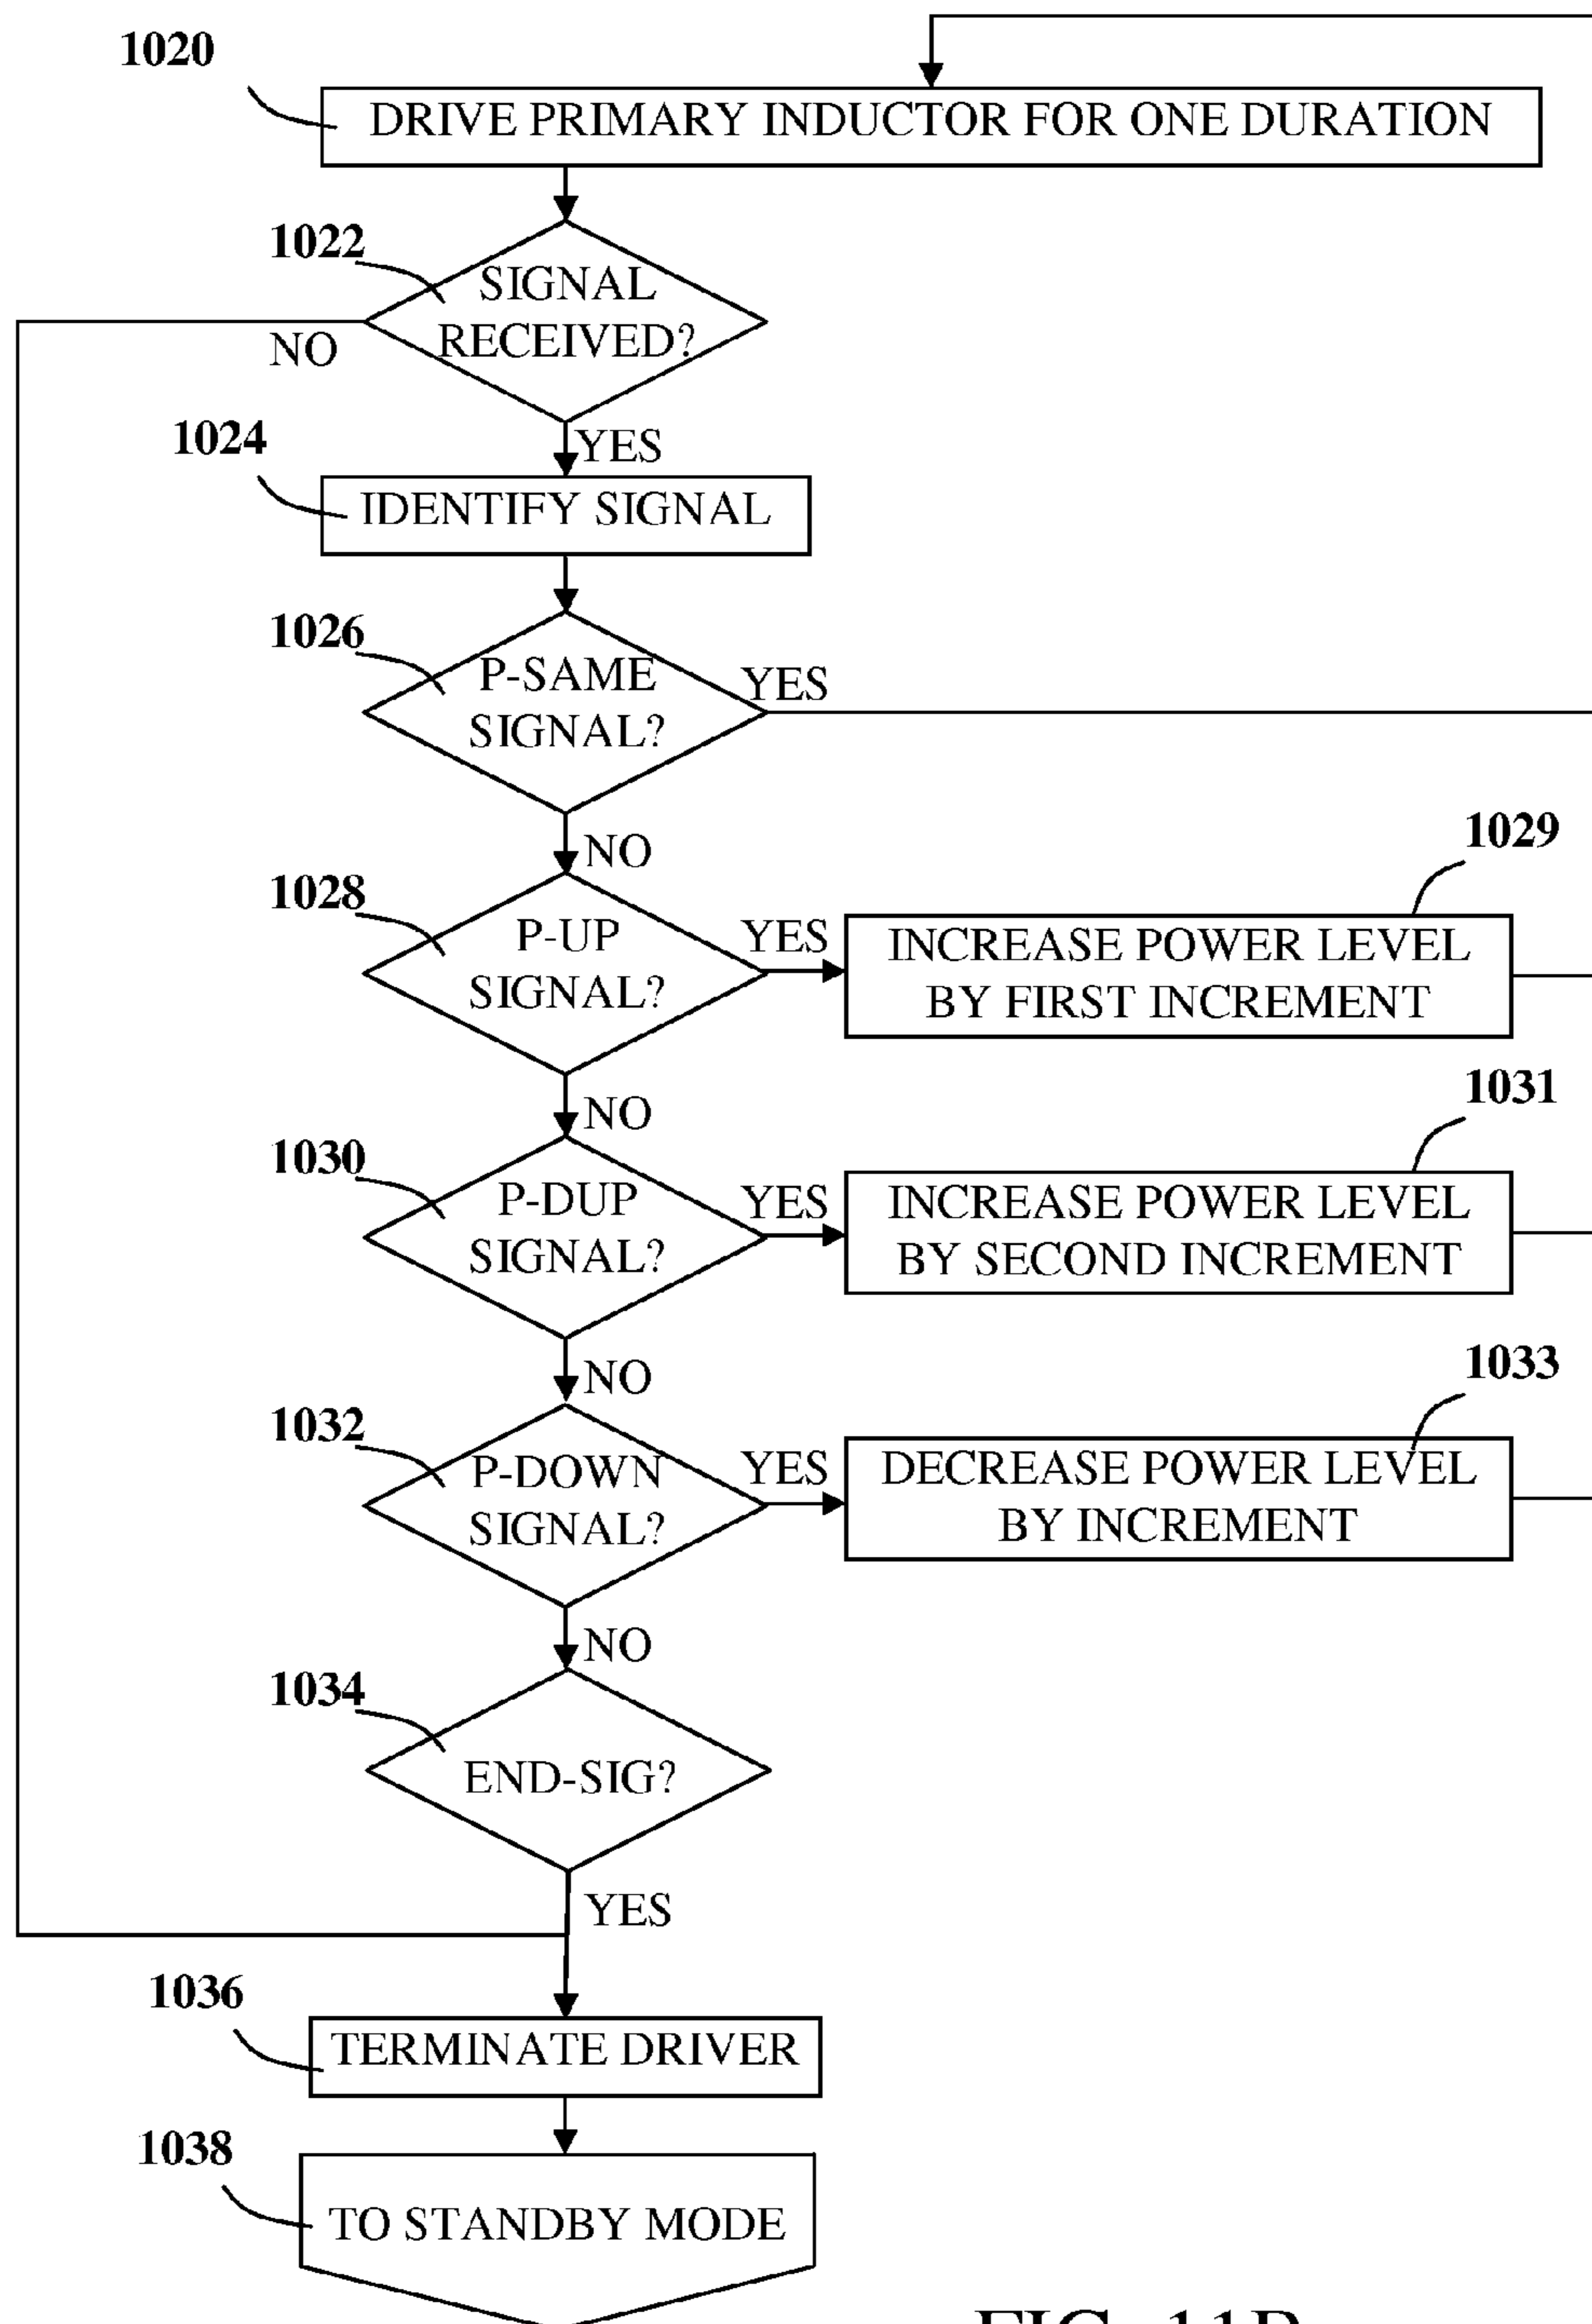 1020
DRIVE PRIMARY INDUCTOR FOR ONE DURATION
1022
SIGNAL
RECEIVED?
NO
YES
1024
IDENTIFY SIGNAL
1026
P-SAME
SIGNAL?
YES
NO
1028
P-UP
SIGNAL?
YES
1029
INCREASE POWER LEVEL
BY FIRST INCREMENT
NO
1030
P-DUP
SIGNAL?
YES
1031
INCREASE POWER LEVEL
BY SECOND INCREMENT
NO
1032
P-DOWN
SIGNAL?
YES
1033
DECREASE POWER LEVEL
BY INCREMENT
NO
1034
END-SIG?
YES
1036
TERMINATE DRIVER
1038
TO STANDBY MODE